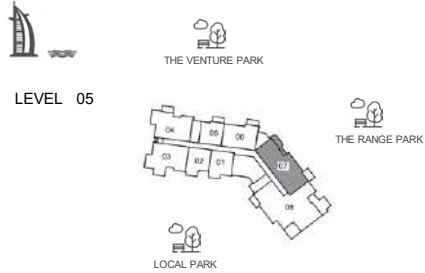 THE VENTURE PARK
LEVEL 05
THE RANGE PARK
04
05
06
03
02
01
07
08
LOCAL PARK